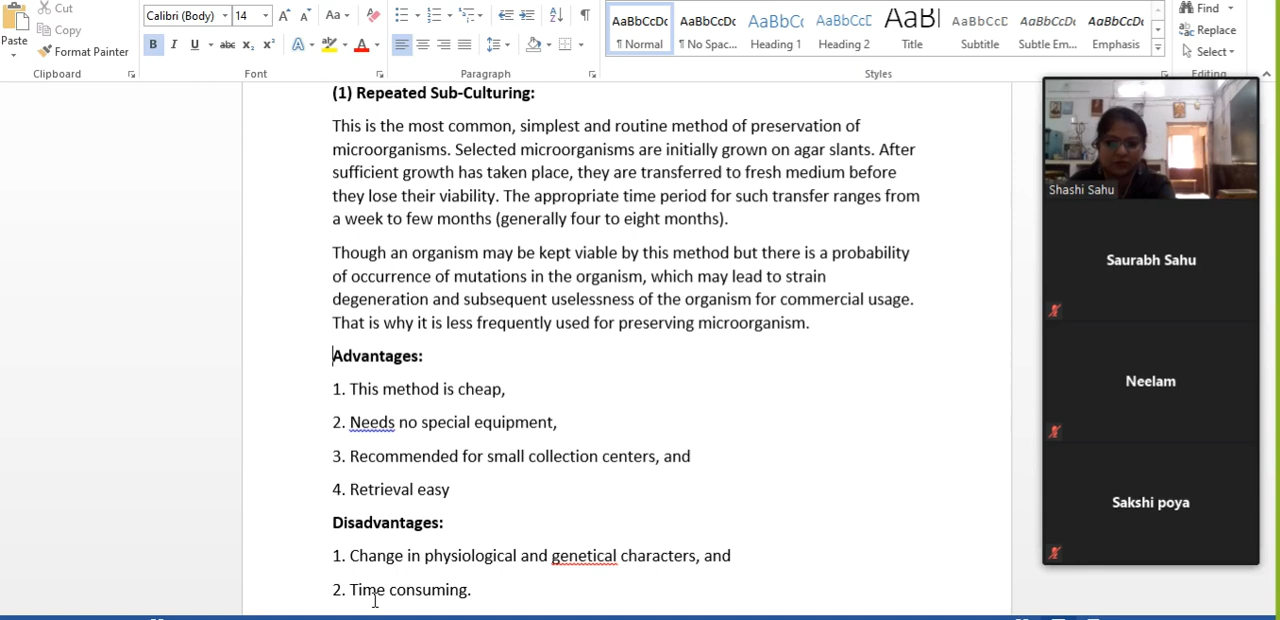 Cut
Calibri (Body) 14 Aa
AaBbCcDc AaBbCcDc AaBbCc AaBbCcE AaBl AaBbCcE AaBbCcDt AaBbCcDt
Find
Paste
Copy
Replace
Format Painter
B I U abc x₂ x² A ab A
¶ Normal ¶ No Spac... Heading 1 Heading 2 Title Subtitle Subtle Em... Emphasis
Select
Clipboard Font Paragraph Styles Editing
(1) Repeated Sub-Culturing:
This is the most common, simplest and routine method of preservation of
microorganisms. Selected microorganisms are initially grown on agar slants. After
sufficient growth has taken place, they are transferred to fresh medium before
they lose their viability. The appropriate time period for such transfer ranges from
a week to few months (generally four to eight months).
Though an organism may be kept viable by this method but there is a probability
of occurrence of mutations in the organism, which may lead to strain
degeneration and subsequent uselessness of the organism for commercial usage.
That is why it is less frequently used for preserving microorganism.
Advantages:
1. This method is cheap,
2. Needs no special equipment,
3. Recommended for small collection centers, and
4. Retrieval easy
Disadvantages:
1. Change in physiological and genetical characters, and
2. Time consuming.
Shashi Sahu
Saurabh Sahu
Neelam
Sakshi poya